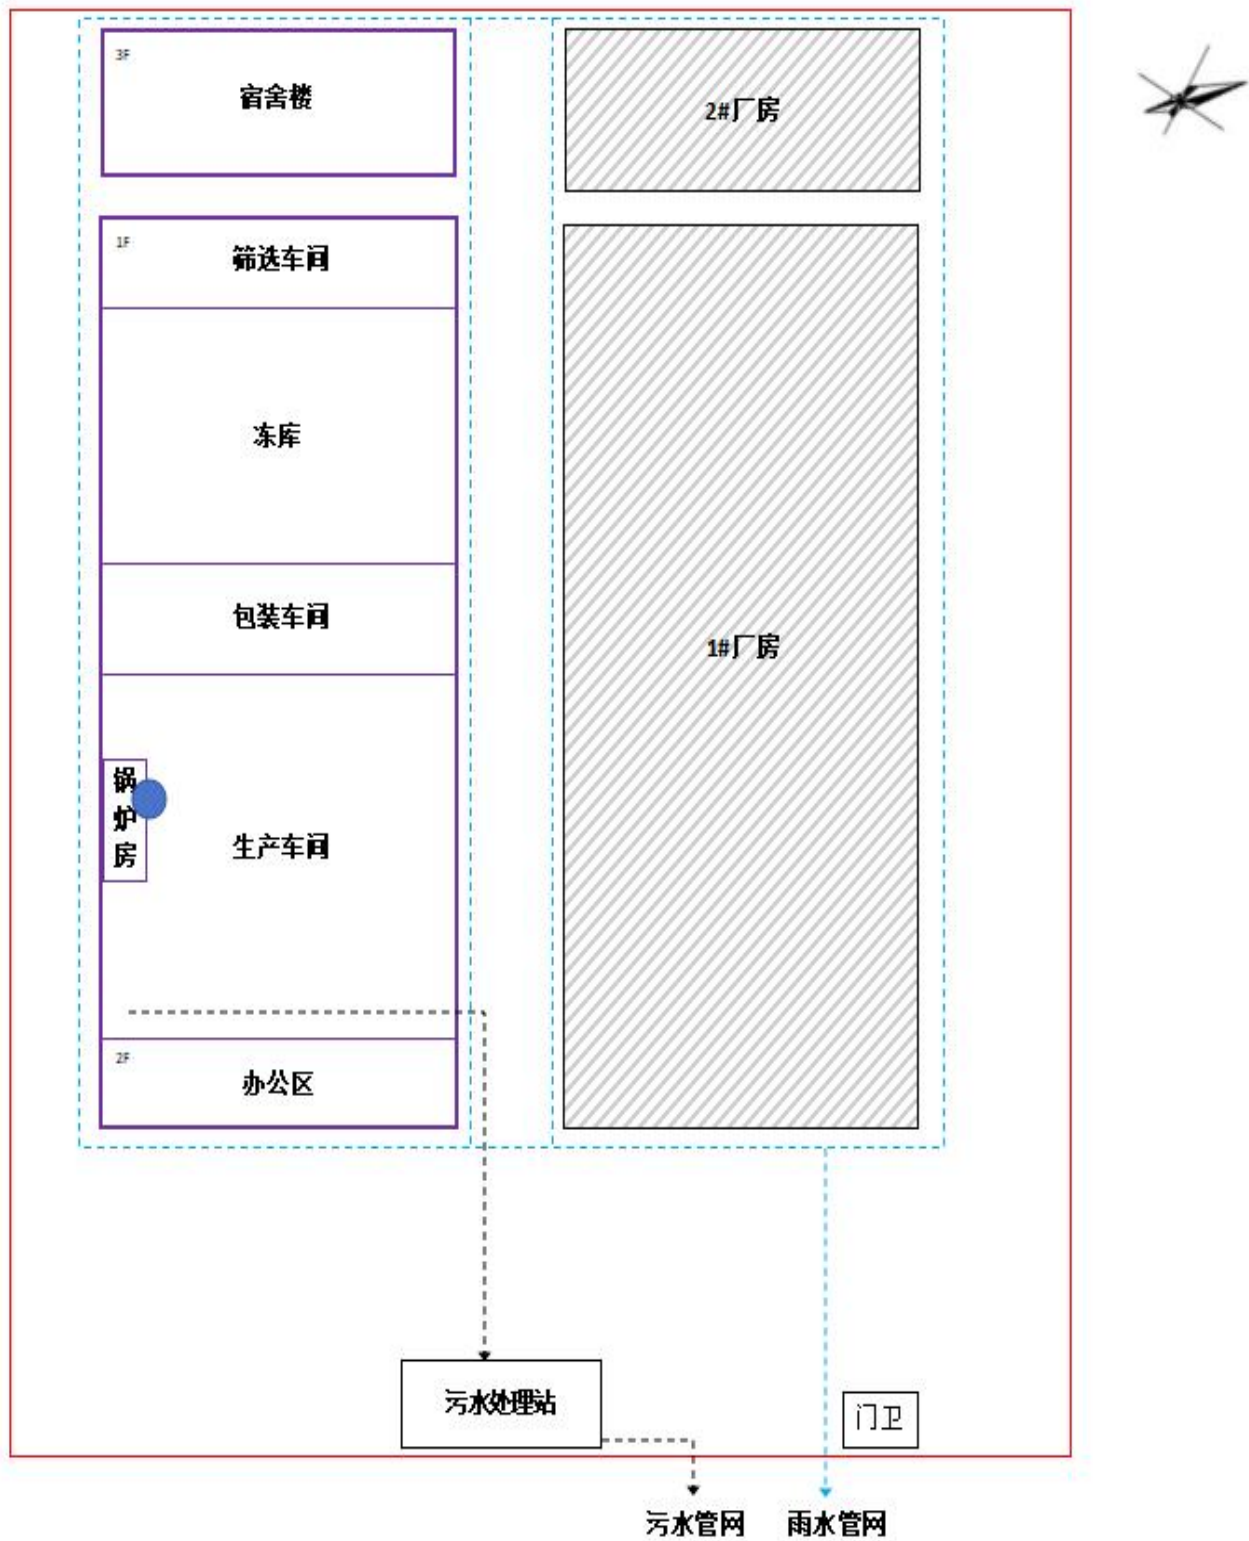 3F
宿舍楼
2#厂房
1F
筛选车间
冻库
包装车间
1#厂房
锅
炉
房
生产车间
2F
办公区
污水处理站
门卫
污水管网
雨水管网